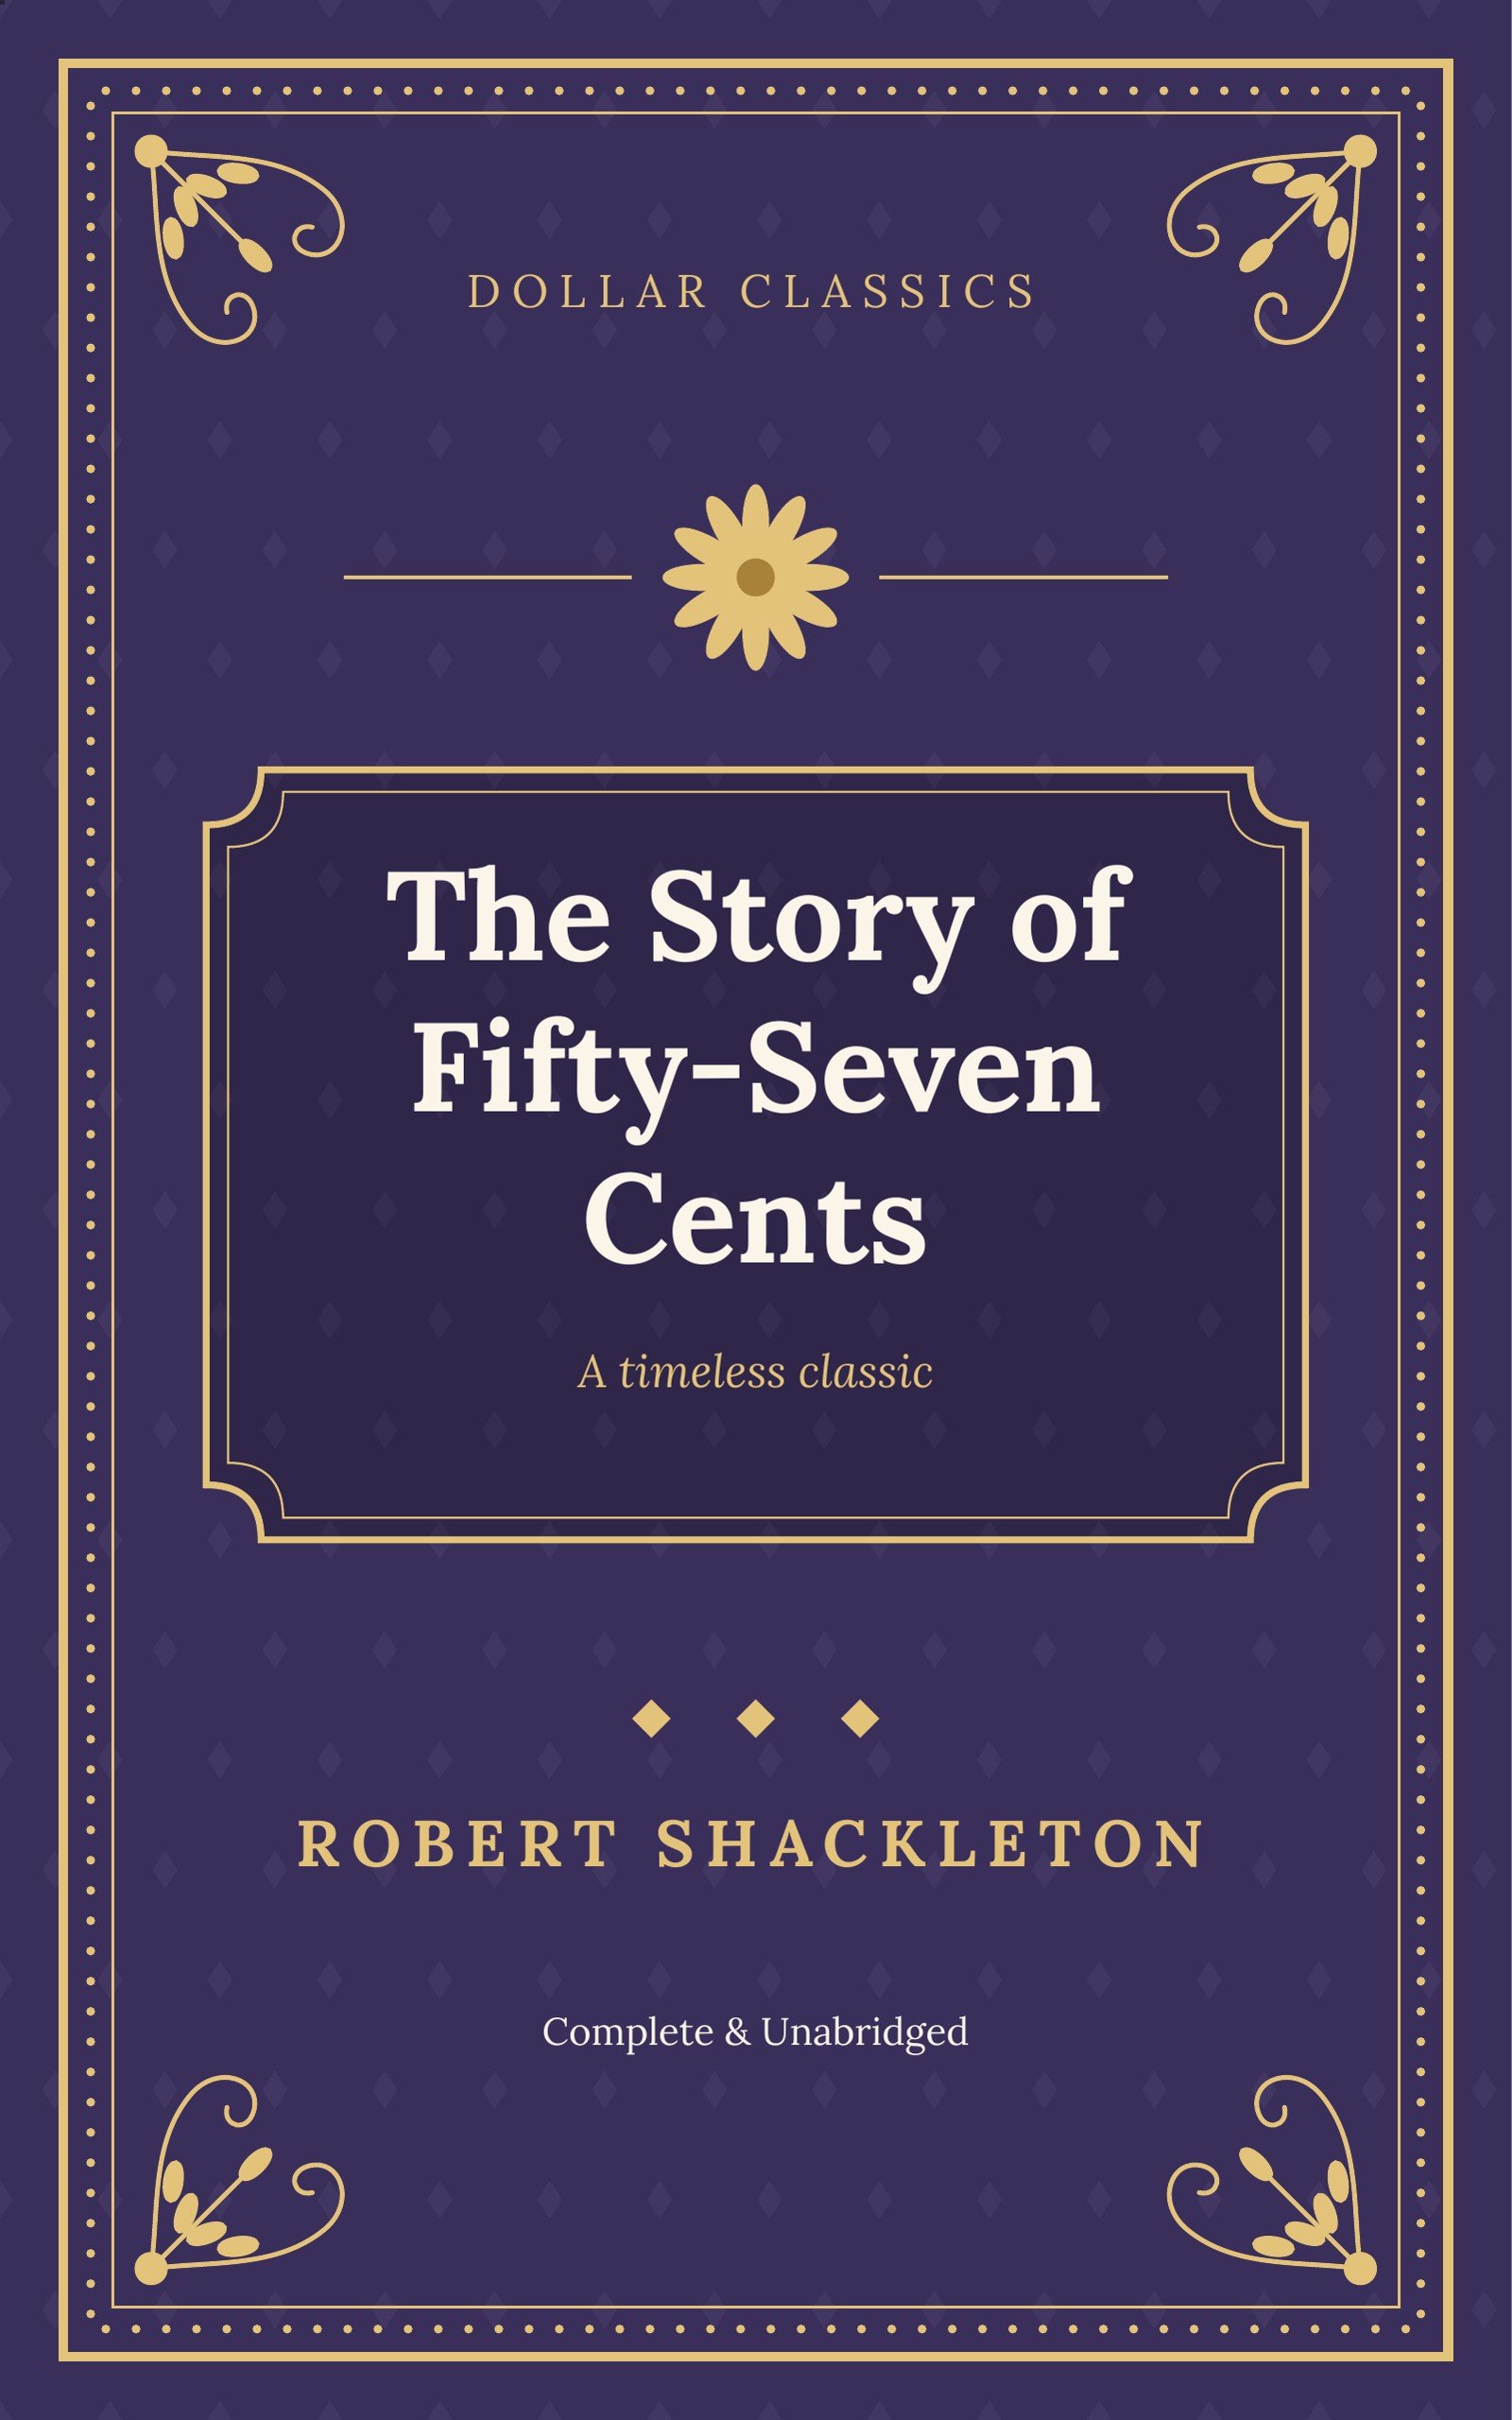 DOLLAR CLASSICS
The Story of
Fifty-Seven
Cents
A timeless classic
ROBERT SHACKLETON
Complete & Unabridged